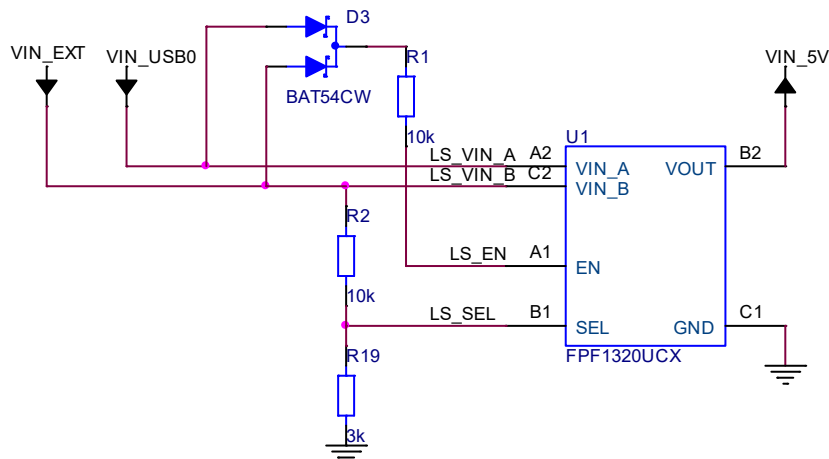 D3
VIN_EXT
VIN_USB0
VIN_5V
R1
BAT54CW
10k
U1
LS_VIN_A
A2
VIN_A
VOUT
B2
LS_VIN_B
C2
VIN_B
R2
LS_EN
A1
EN
10k
LS_SEL
B1
SEL
GND
C1
R19
FPF1320UCX
3k